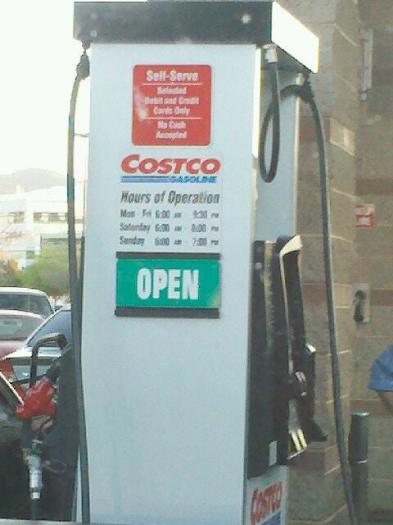 Self-Serve
Selected
Debit and Credit
Cards Only
No Cash
Accepted
COSTCO
GASOLINE
Hours of Operation
Mon - Fri 6:00 AM - 9:30 PM
Saturday 6:00 AM - 8:00 PM
Sunday 6:00 AM - 7:00 PM
OPEN
COSTCO